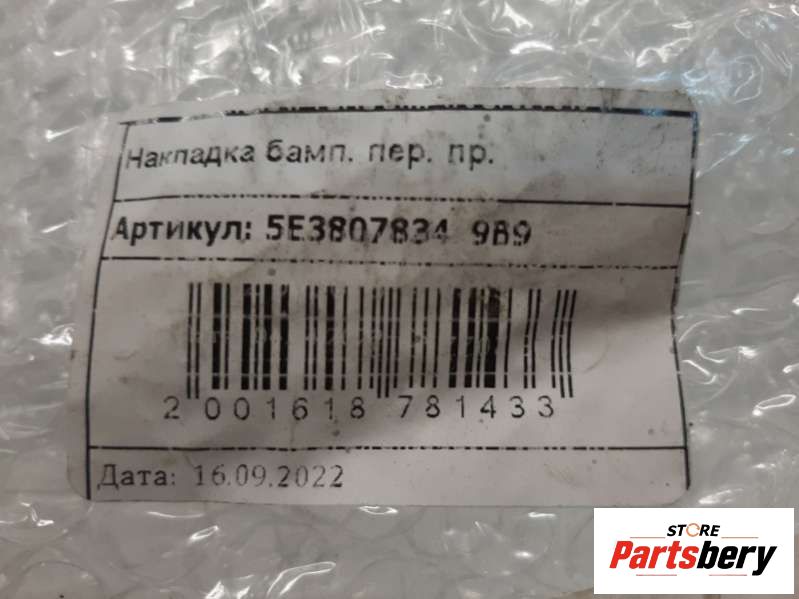 Накладка бамп. пер. пр.
Артикул: 5E3807834 9B9
2 001618 781433
Дата: 16.09.2022
STORE
Partsbery